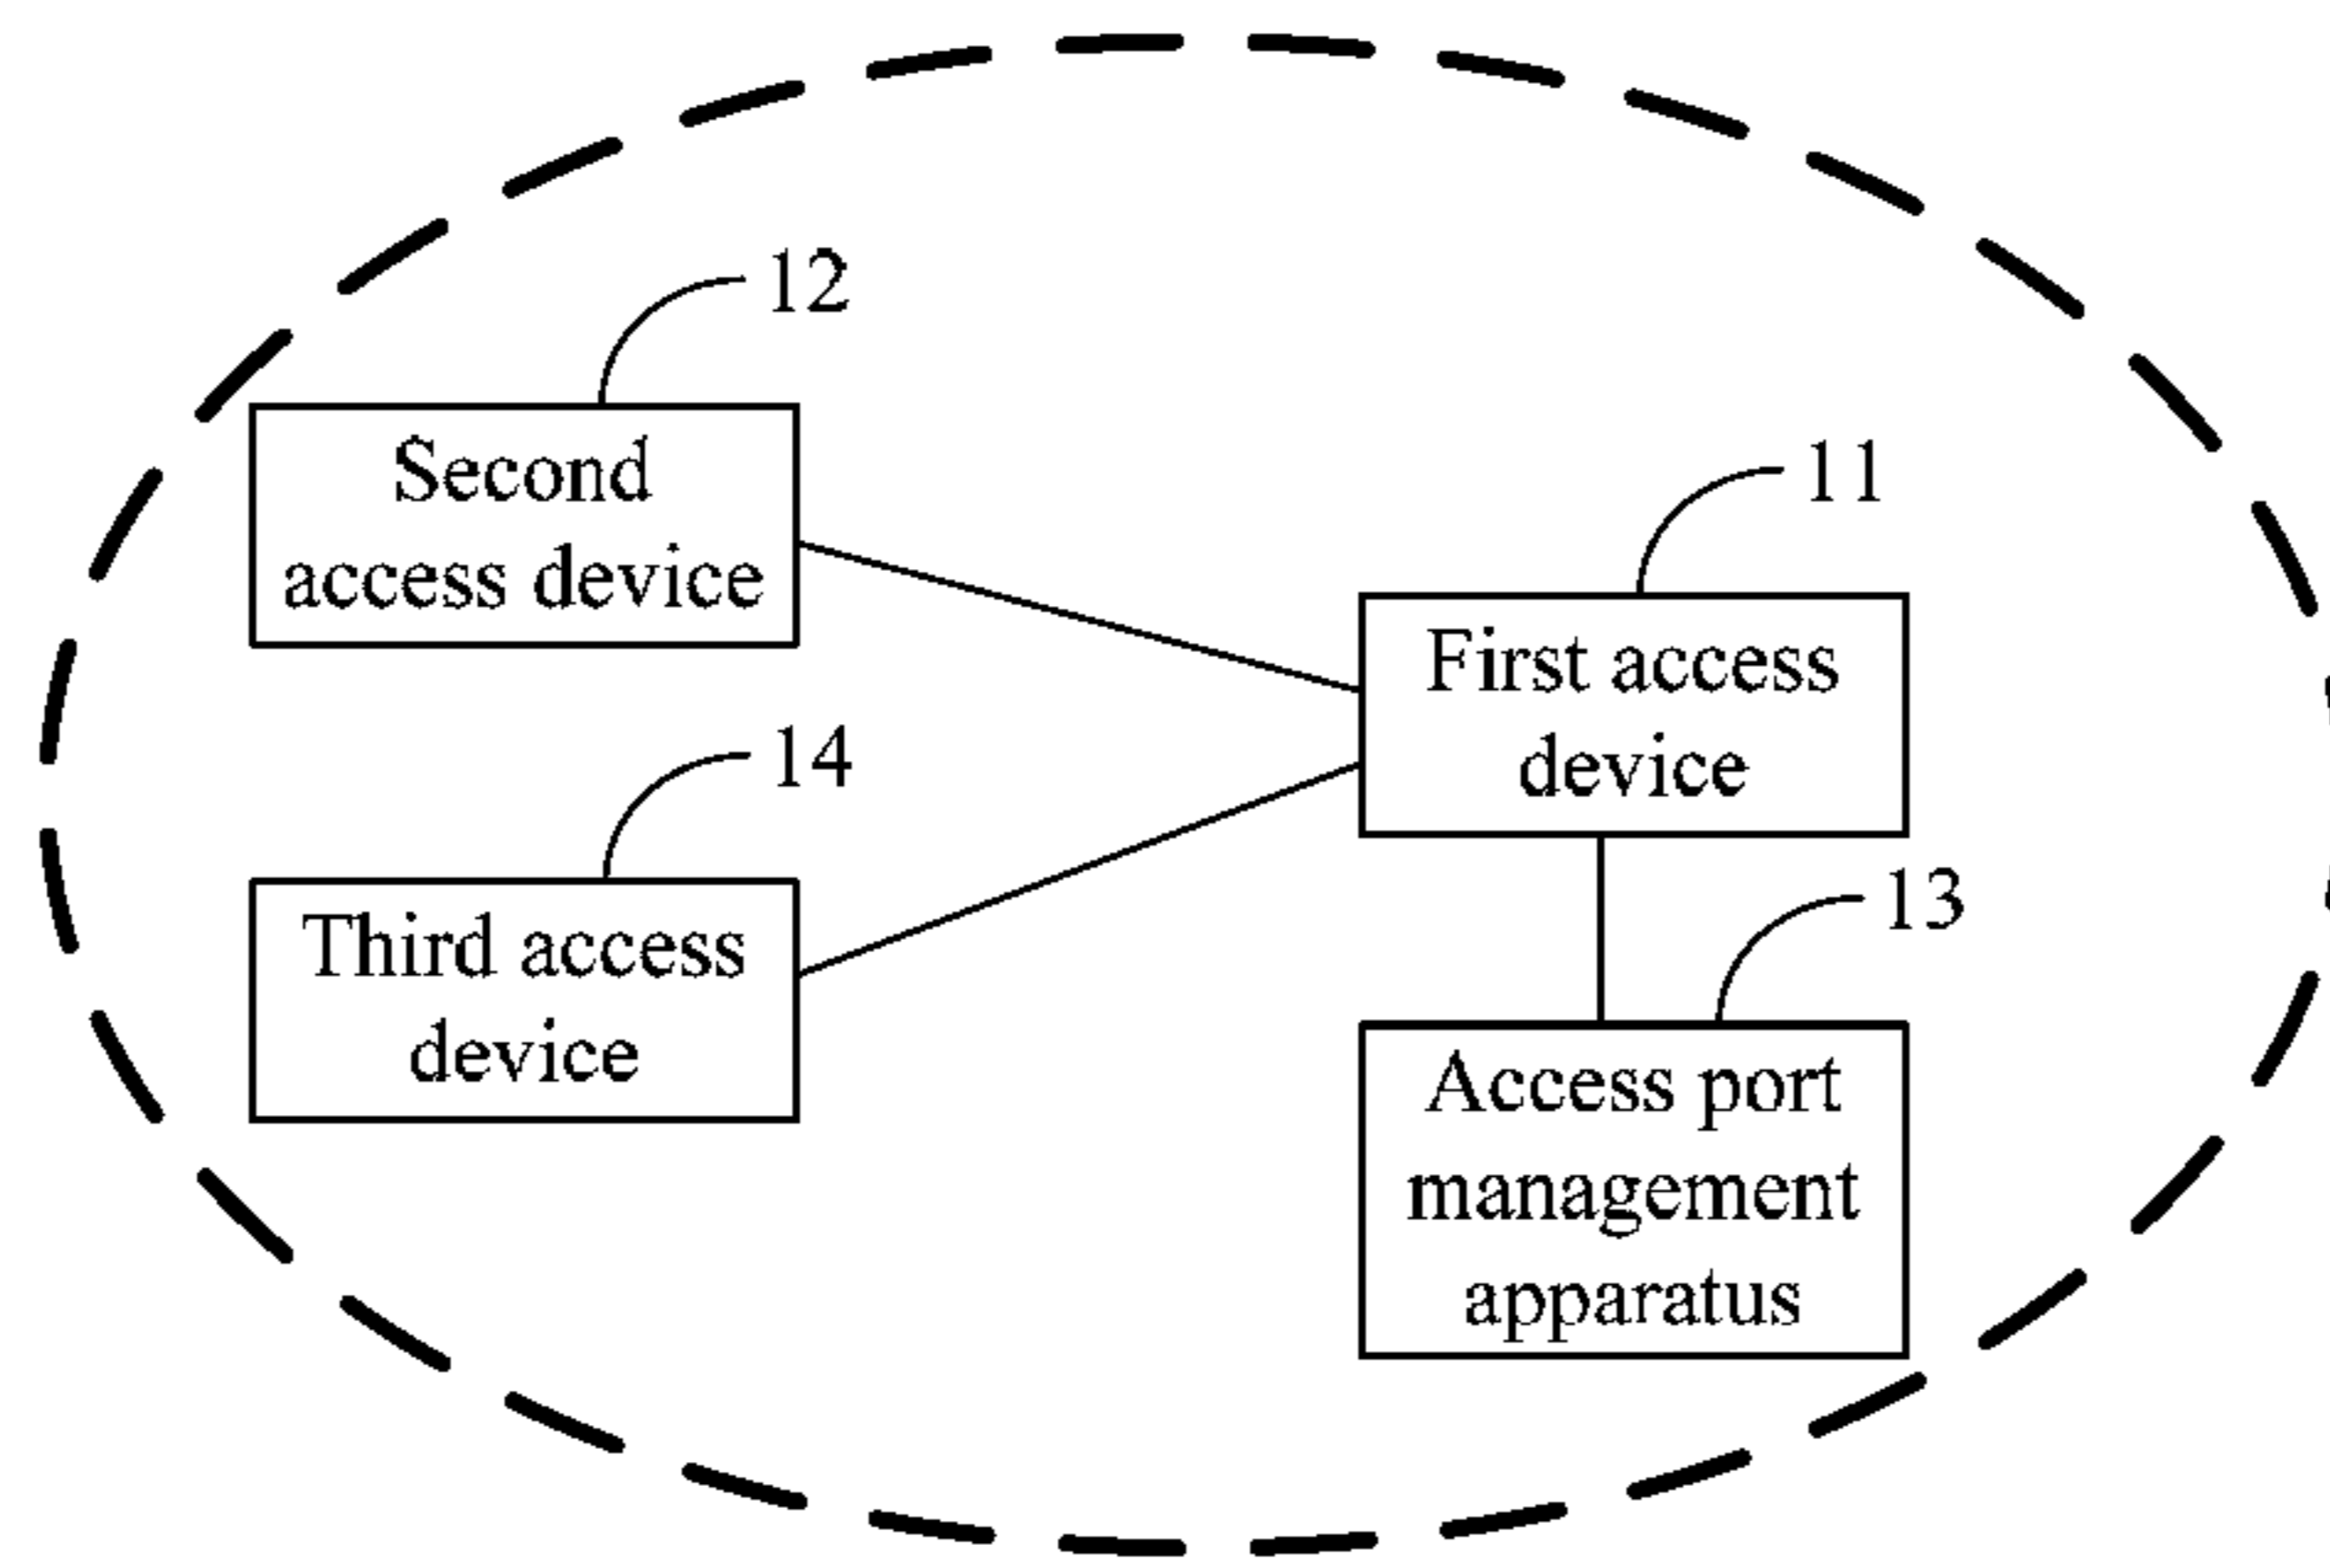 12
Second
access device
11
First access
device
14
Third access
device
13
Access port
management
apparatus